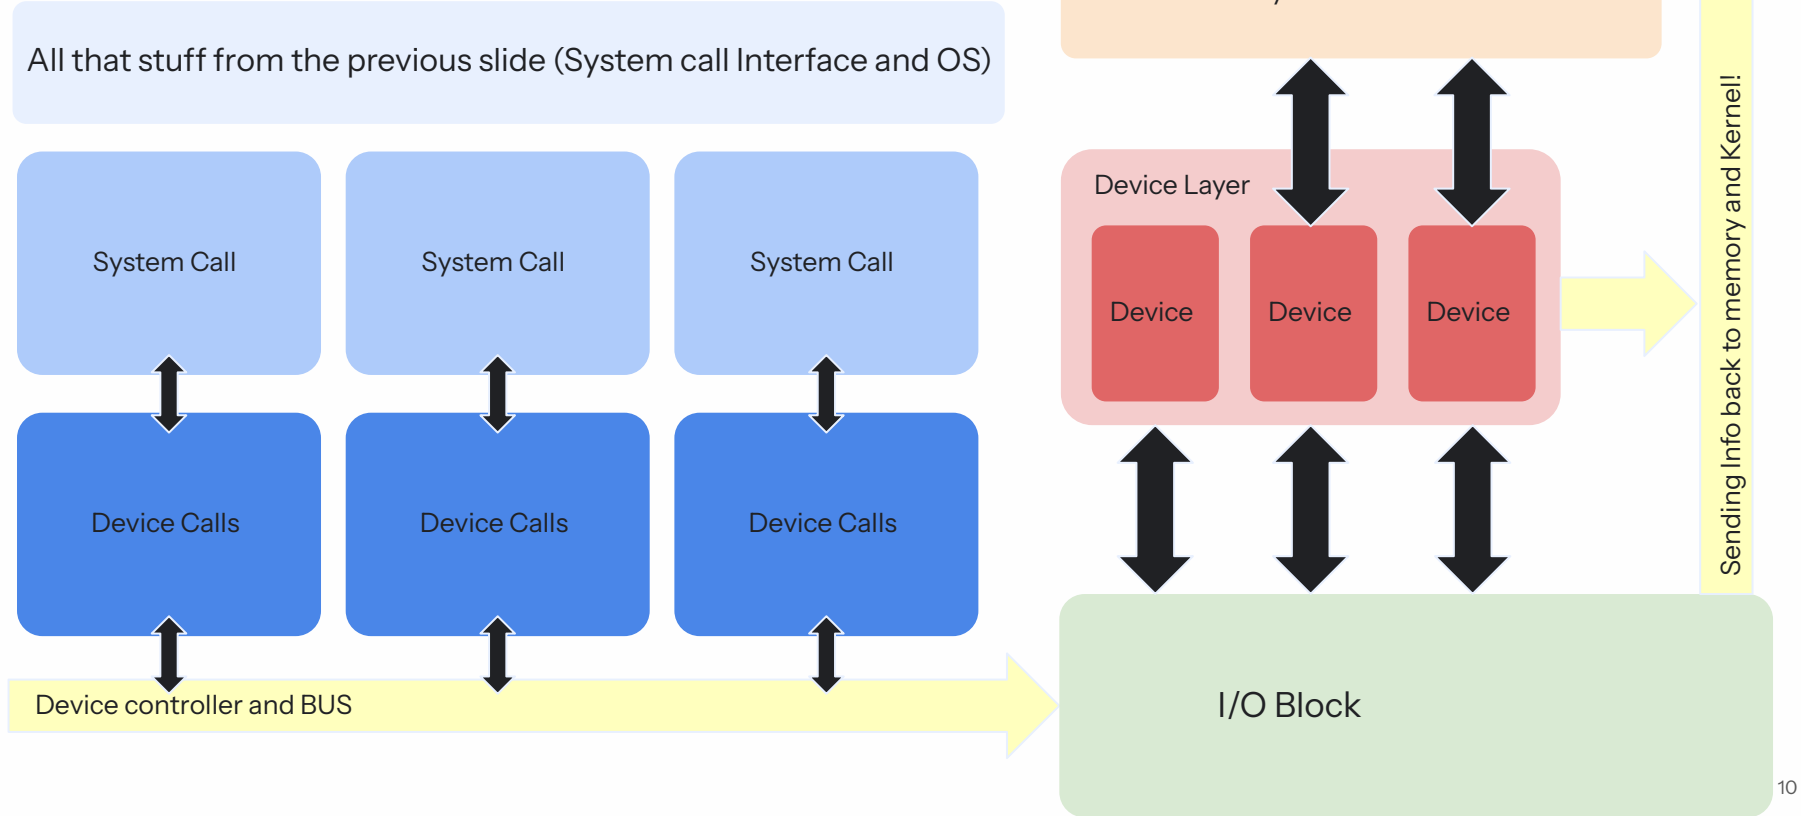 All that stuff from the previous slide (System call Interface and OS)
System Call
System Call
System Call
Device Calls
Device Calls
Device Calls
Device controller and BUS
Device Layer
Device
Device
Device
Sending Info back to memory and Kernel!
I/O Block
10